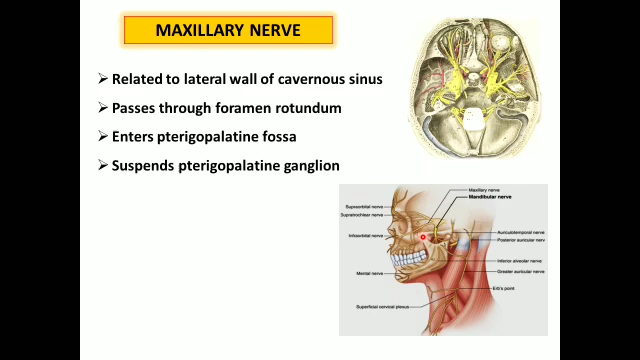 MAXILLARY NERVE
➢ Related to lateral wall of cavernous sinus
➢ Passes through foramen rotundum
➢ Enters pterigopalatine fossa
➢ Suspends pterigopalatine ganglion
Maxillary nerve
Mandibular nerve
Supraorbital nerve
Supratrochlear nerve
Infraorbital nerve
Auriculotemporal nerve
Posterior auricular nerv
Inferior alveolar nerve
Mental nerve
Greater auricular nerve
Erb's point
Superficial cervical plexus